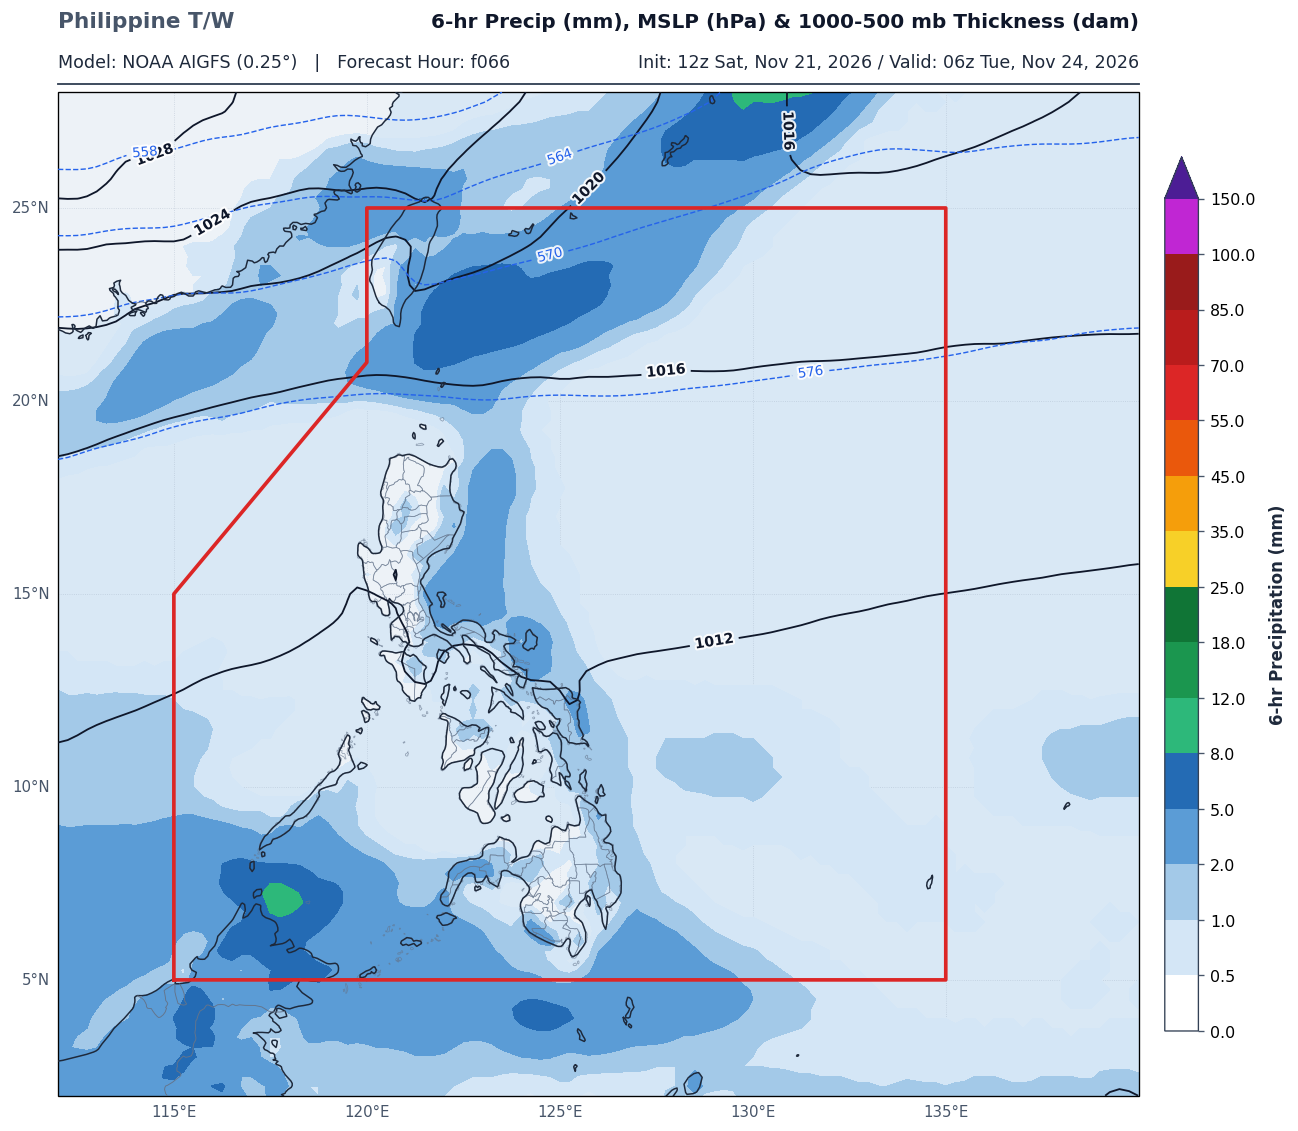 Philippine T/W
6-hr Precip (mm), MSLP (hPa) & 1000-500 mb Thickness (dam)
Model: NOAA AIGFS (0.25°) | Forecast Hour: f066
Init: 12z Sat, Nov 21, 2026 / Valid: 06z Tue, Nov 24, 2026
558
1028
564
1016
1020
1024
570
1016
576
1012
25°N
20°N
15°N
10°N
5°N
115°E
120°E
125°E
130°E
135°E
150.0
100.0
85.0
70.0
55.0
45.0
35.0
25.0
18.0
12.0
8.0
5.0
2.0
1.0
0.5
0.0
6-hr Precipitation (mm)